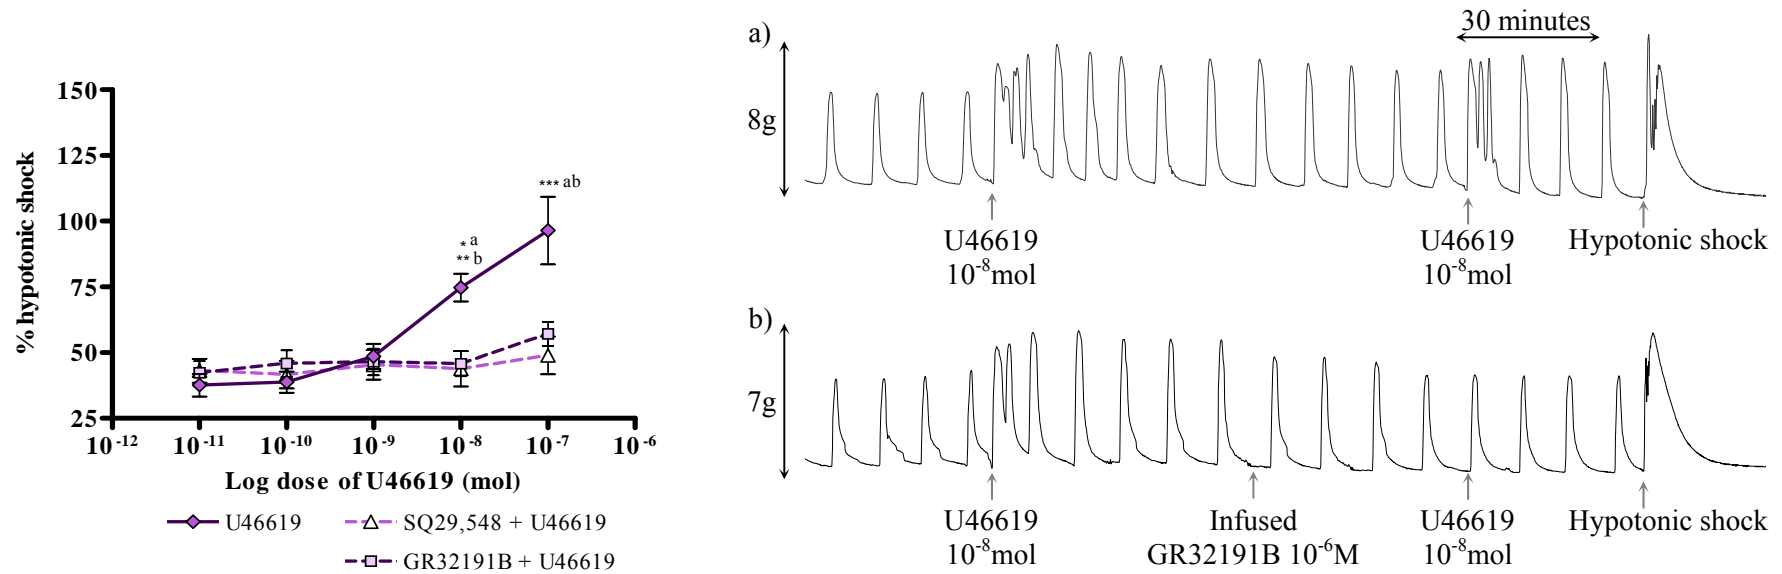 150
125
100
75
50
25
% hypotonic shock
*** ab
* a
** b
10-12
10-11
10-10
10-9
10-8
10-7
10-6
Log dose of U46619 (mol)
U46619
SQ29,548 + U46619
GR32191B + U46619
a)
30 minutes
8g
U46619
10-8mol
U46619
10-8mol
Hypotonic shock
b)
7g
U46619
10-8mol
Infused
GR32191B 10-6M
U46619
10-8mol
Hypotonic shock